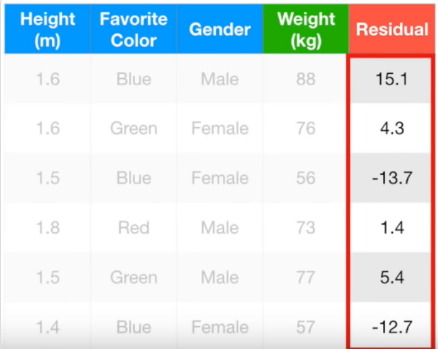 Height (m) Favorite Color Gender Weight (kg) Residual
1.6 Blue Male 88 15.1
1.6 Green Female 76 4.3
1.5 Blue Female 56 -13.7
1.8 Red Male 73 1.4
1.5 Green Male 77 5.4
1.4 Blue Female 57 -12.7